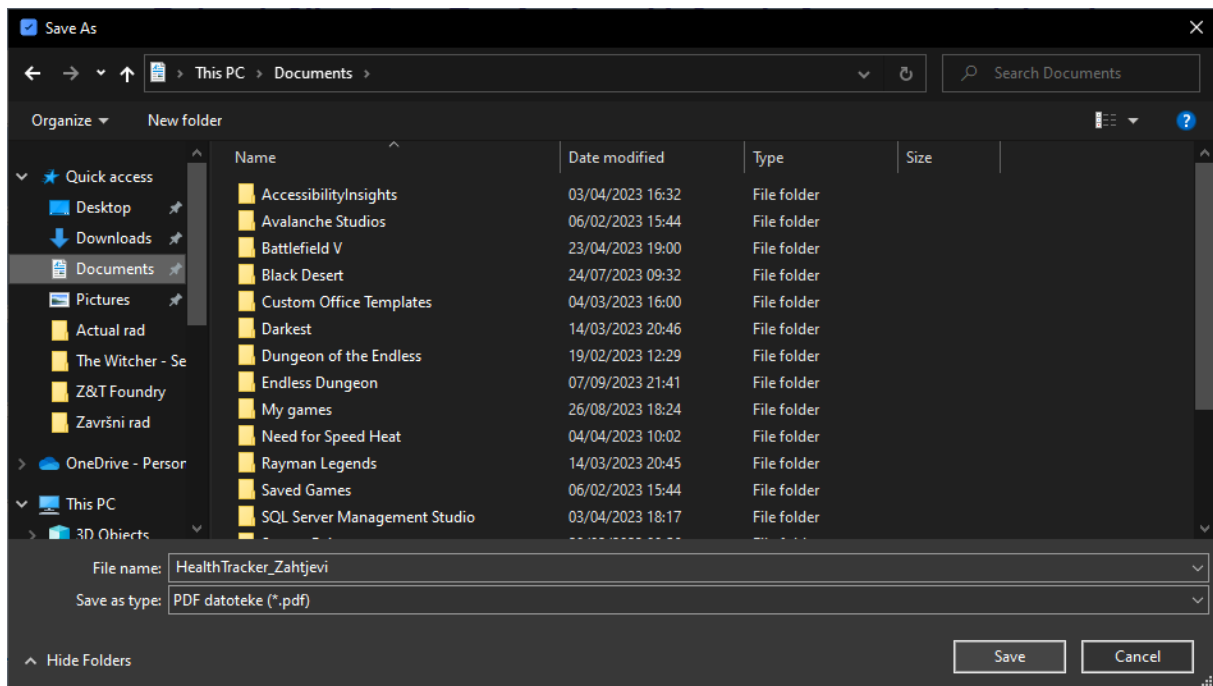 Save As
This PC > Documents >
Search Documents
Organize
New folder
Name Date modified Type Size
Quick access
Desktop
Downloads
Documents
Pictures
Actual rad
The Witcher - Se
Z&T Foundry
Završni rad
OneDrive - Person
This PC
3D Objects
AccessibilityInsights 03/04/2023 16:32 File folder
Avalanche Studios 06/02/2023 15:44 File folder
Battlefield V 23/04/2023 19:00 File folder
Black Desert 24/07/2023 09:32 File folder
Custom Office Templates 04/03/2023 16:00 File folder
Darkest 14/03/2023 20:46 File folder
Dungeon of the Endless 19/02/2023 12:29 File folder
Endless Dungeon 07/09/2023 21:41 File folder
My games 26/08/2023 18:24 File folder
Need for Speed Heat 04/04/2023 10:02 File folder
Rayman Legends 14/03/2023 20:45 File folder
Saved Games 06/02/2023 15:44 File folder
SQL Server Management Studio 03/04/2023 18:17 File folder
File name: HealthTracker_Zahtjevi
Save as type: PDF datoteke (*.pdf)
Hide Folders
Save
Cancel